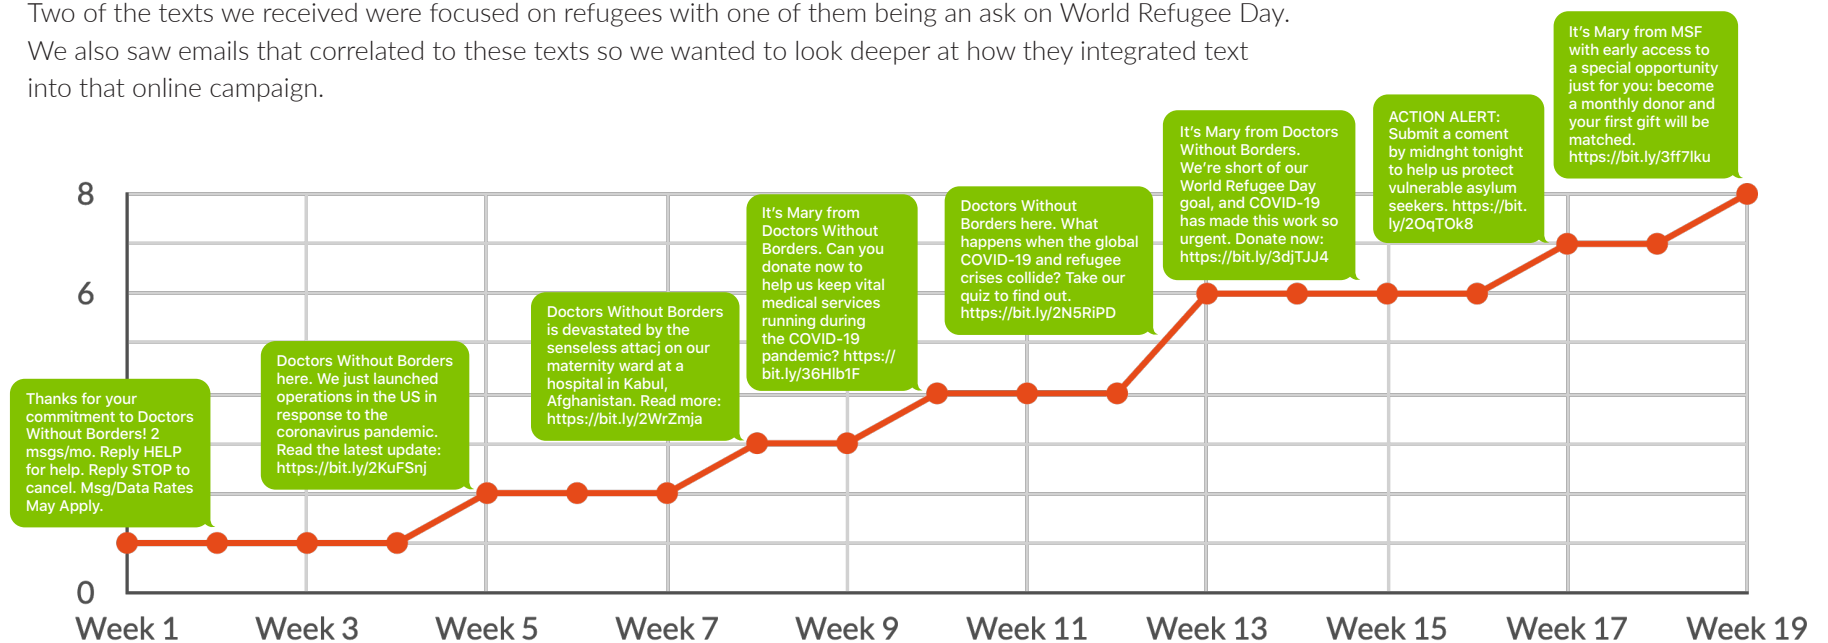 Two of the texts we received were focused on refugees with one of them being an ask on World Refugee Day.
We also saw emails that correlated to these texts so we wanted to look deeper at how they integrated text
into that online campaign.
Thanks for your
commitment to Doctors
Without Borders! 2
msgs/mo. Reply HELP
for help. Reply STOP to
cancel. Msg/Data Rates
May Apply.
Doctors Without Borders
here. We just launched
operations in the US in
response to the
coronavirus pandemic.
Read the latest update:
https://bit.ly/2KuFSnj
Doctors Without Borders
is devastated by the
senseless attacj on our
maternity ward at a
hospital in Kabul,
Afghanistan. Read more:
https://bit.ly/2WrZmja
It's Mary from
Doctors Without
Borders. Can you
donate now to
help us keep vital
medical services
running during
the COVID-19
pandemic? https://
bit.ly/36Hlb1F
Doctors Without
Borders here. What
happens when the global
COVID-19 and refugee
crises collide? Take our
quiz to find out.
https://bit.ly/2N5RiPD
It's Mary from Doctors
Without Borders.
We're short of our
World Refugee Day
goal, and COVID-19
has made this work so
urgent. Donate now:
https://bit.ly/3djTJJ4
ACTION ALERT:
Submit a coment
by midnght tonight
to help us protect
vulnerable asylum
seekers. https://bit.
ly/2OqTOk8
It's Mary from MSF
with early access to
a special opportunity
just for you: become
a monthly donor and
your first gift will be
matched.
https://bit.ly/3ff7lku
8
6
0
Week 1
Week 3
Week 5
Week 7
Week 9
Week 11
Week 13
Week 15
Week 17
Week 19